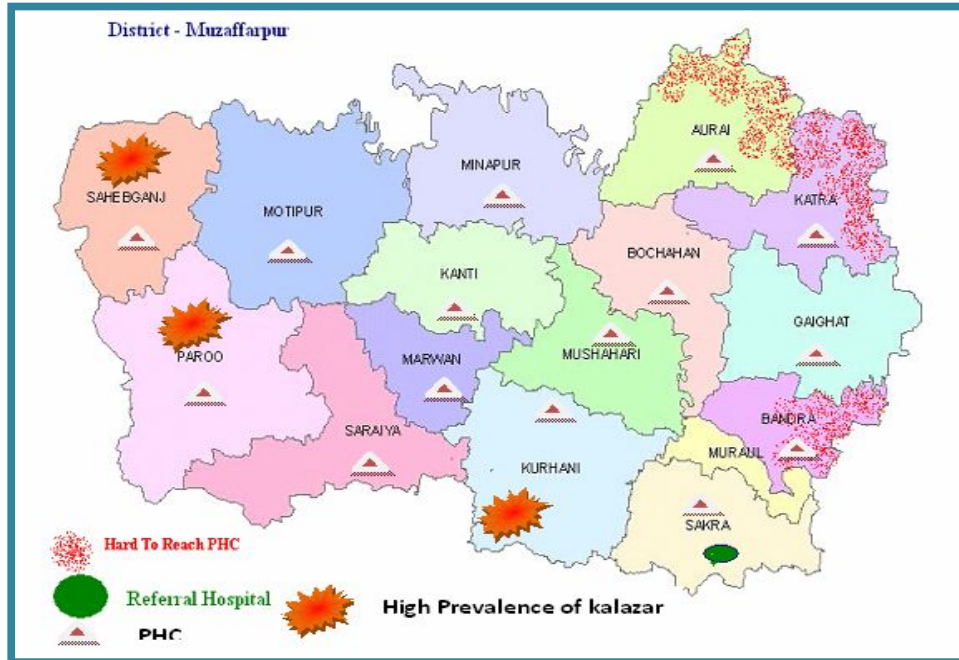 District - Muzaffarpur
AURAI
MINAPUR
SAHEBGANJ
KATRA
MOTIPUR
BOCHAHAN
KANTI
GAIGHAT
PAROO
MARWAN
MUSHAHARI
BANDRA
SARAIYA
MURAUL
KURHANI
SAKRA
Hard To Reach PHC
Referral Hospital
High Prevalence of kalazar
PHC